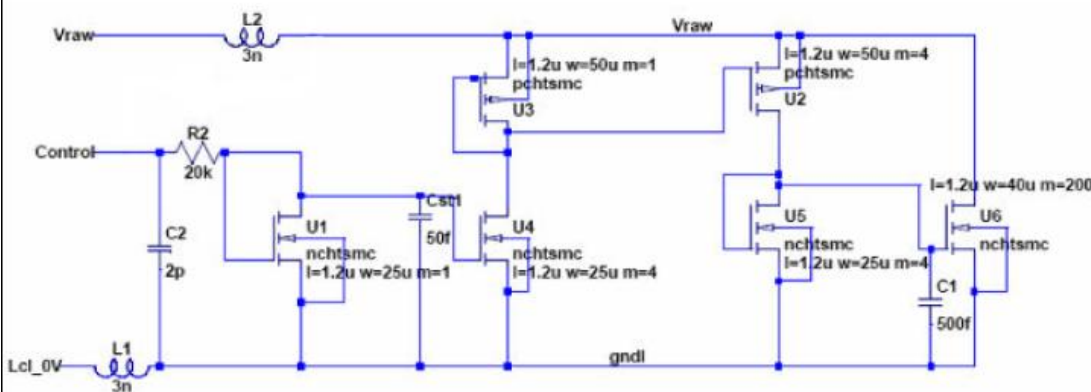 L2
Vraw
3n
Vraw
l=1.2u w=50u m=1
pchtsmc
U3
l=1.2u w=50u m=4
pchtsmc
U2
R2
Control
20k
Cst1
50f
l=1.2u w=40u m=200
C2
2p
U1
nchtsmc
l=1.2u w=25u m=1
U4
nchtsmc
l=1.2u w=25u m=4
U5
nchtsmc
l=1.2u w=25u m=4
U6
nchtsmc
C1
500f
L1
Lcl_0V
3n
gndl